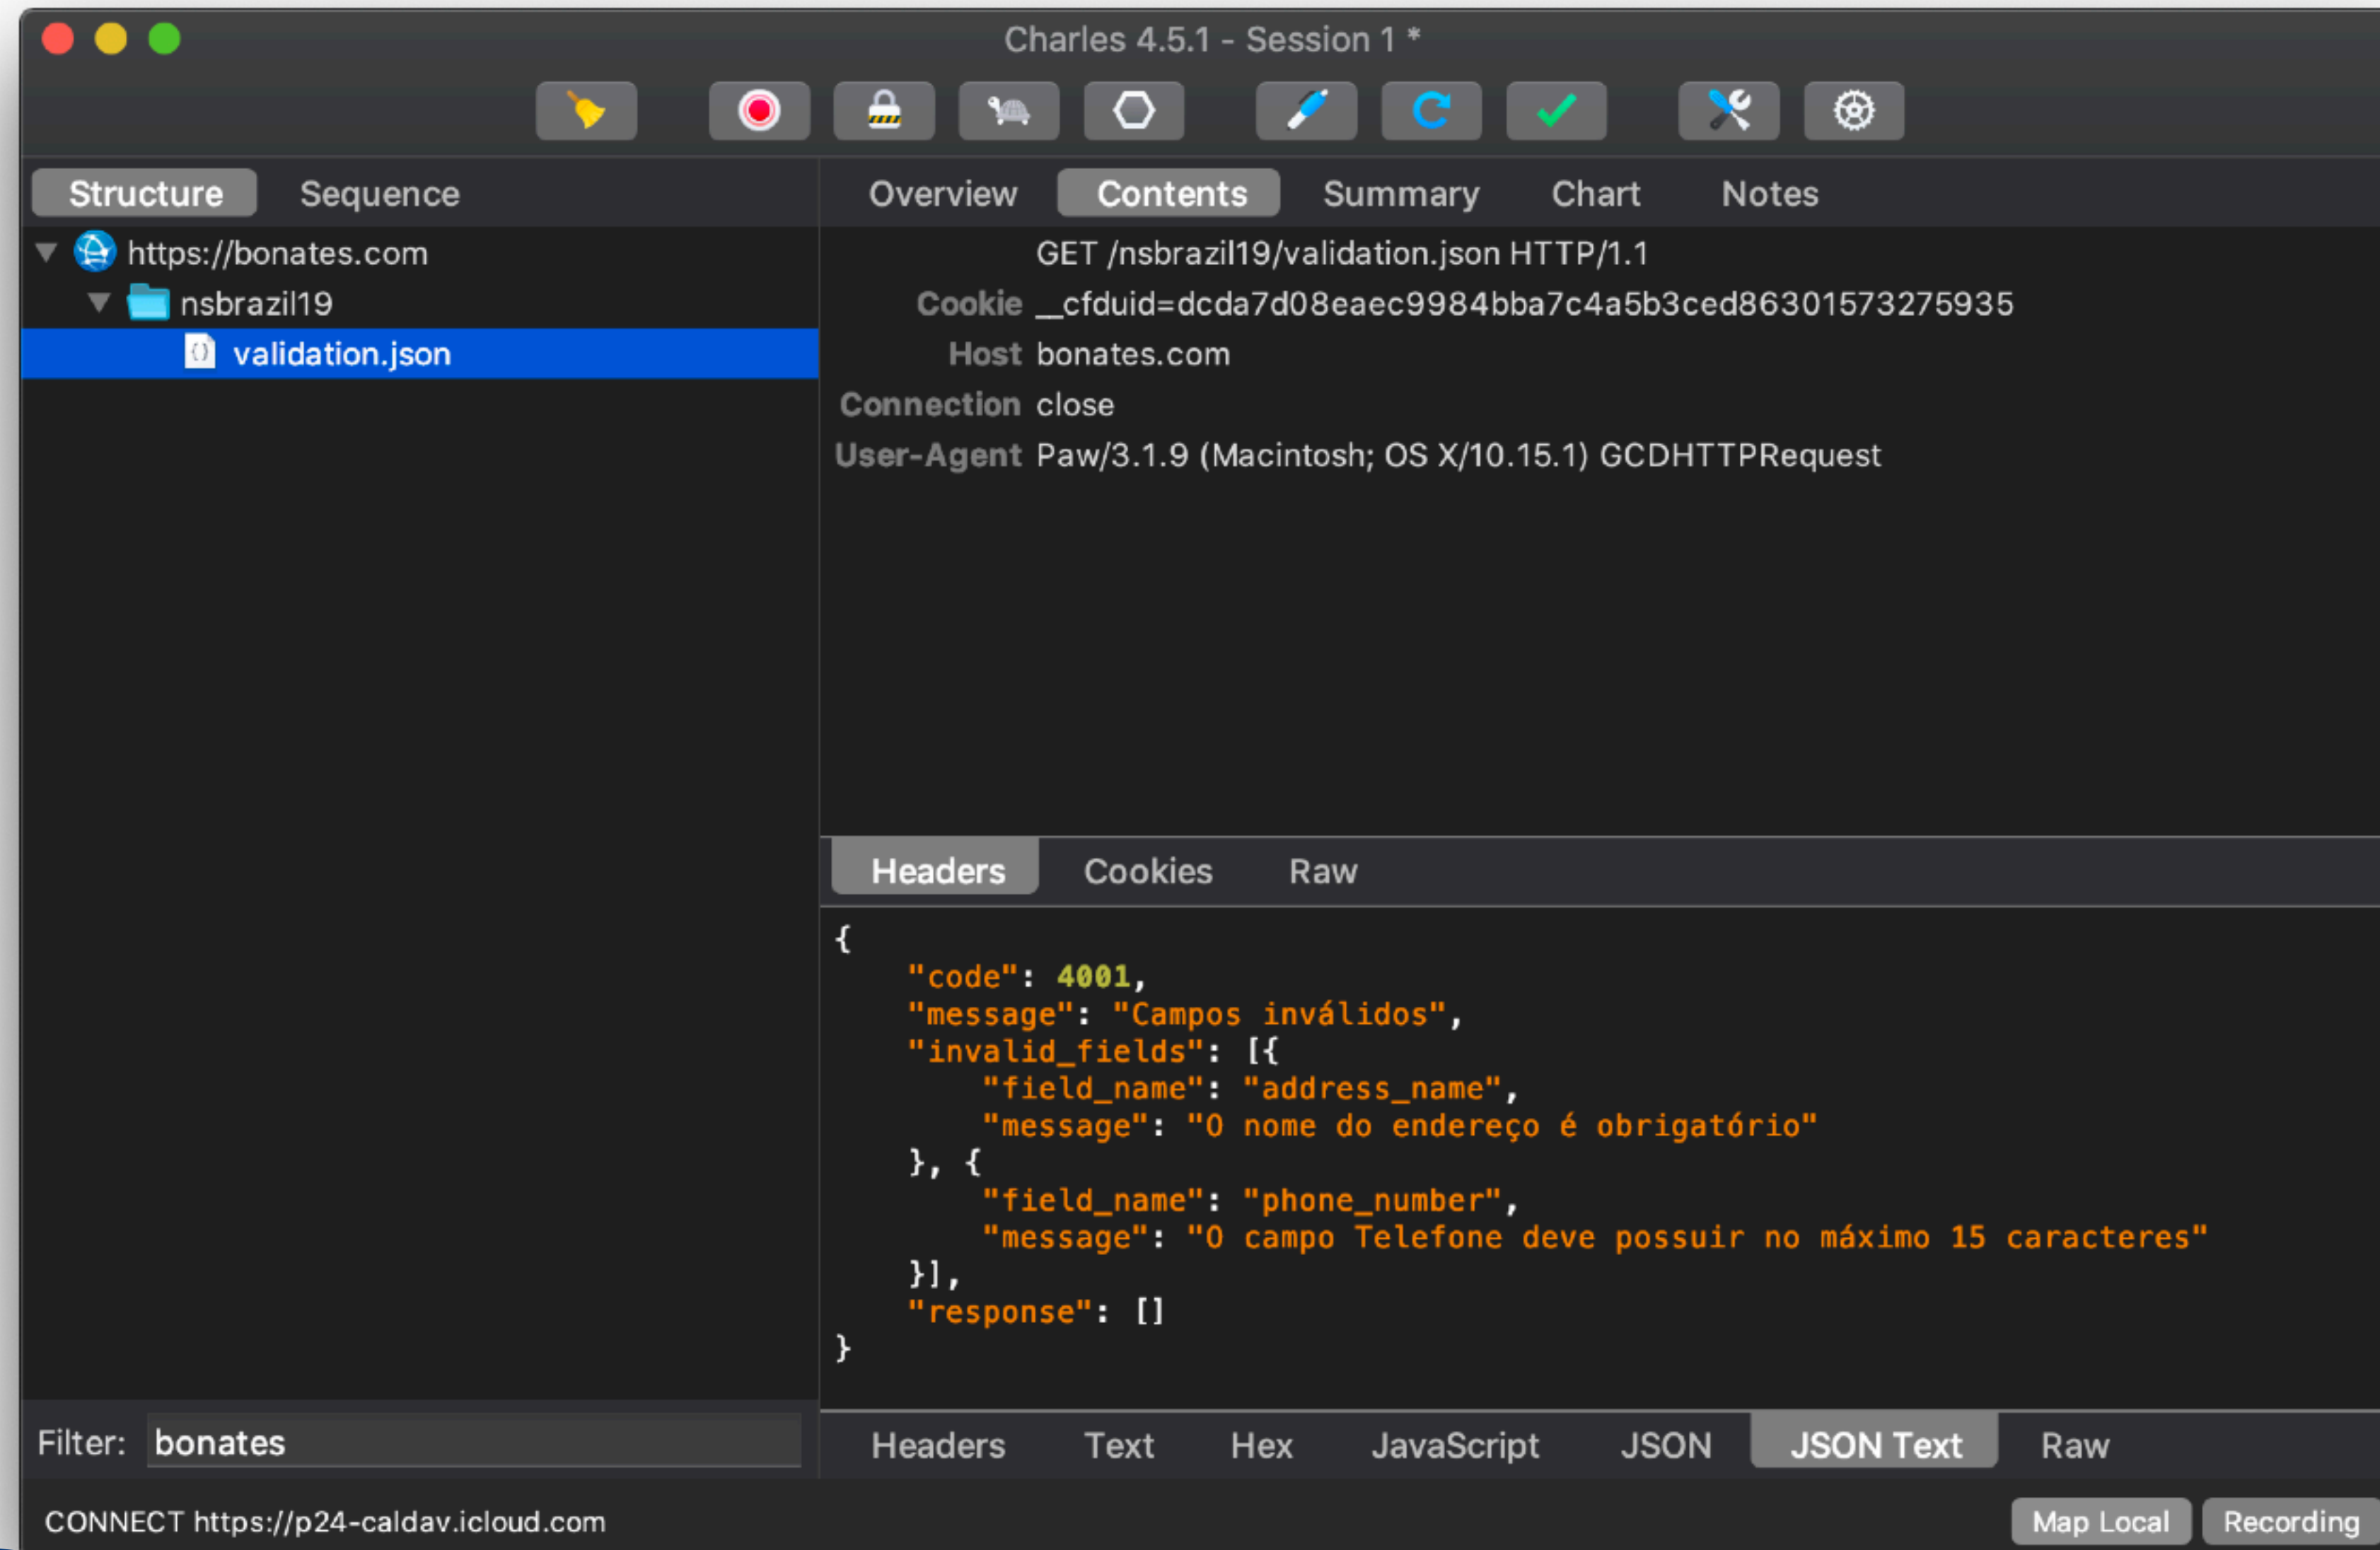 Charles 4.5.1 - Session 1 *
Structure Sequence
Overview Contents Summary Chart Notes
https://bonates.com
nsbrazil19
validation.json
GET /nsbrazil19/validation.json HTTP/1.1
Cookie __cfduid=dcda7d08eaec9984bba7c4a5b3ced86301573275935
Host bonates.com
Connection close
User-Agent Paw/3.1.9 (Macintosh; OS X/10.15.1) GCDHTTPRequest
Headers Cookies Raw
{
"code": 4001,
"message": "Campos inválidos",
"invalid_fields": [{
"field_name": "address_name",
"message": "O nome do endereço é obrigatório"
}, {
"field_name": "phone_number",
"message": "O campo Telefone deve possuir no máximo 15 caracteres"
}],
"response": []
}
Filter: bonates
Headers Text Hex JavaScript JSON JSON Text Raw
CONNECT https://p24-caldav.icloud.com
Map Local Recording